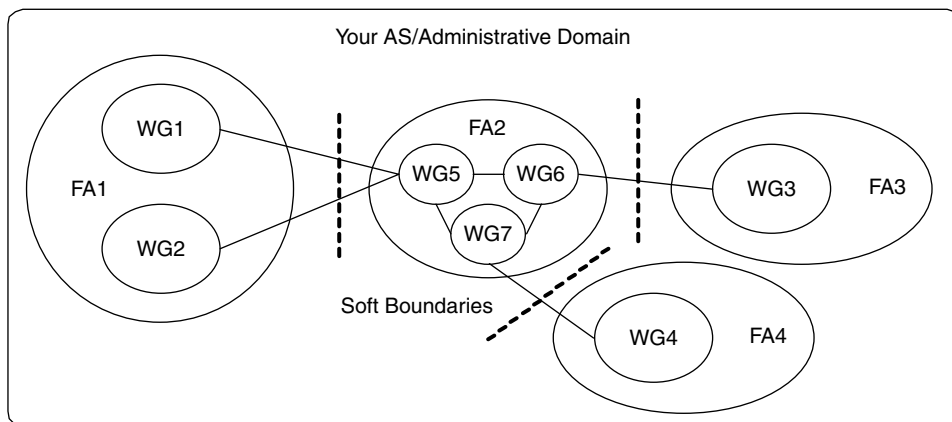 Your AS/Administrative Domain
WG1
FA1
WG2
FA2
WG5
WG6
WG7
WG3
FA3
Soft Boundaries
WG4
FA4